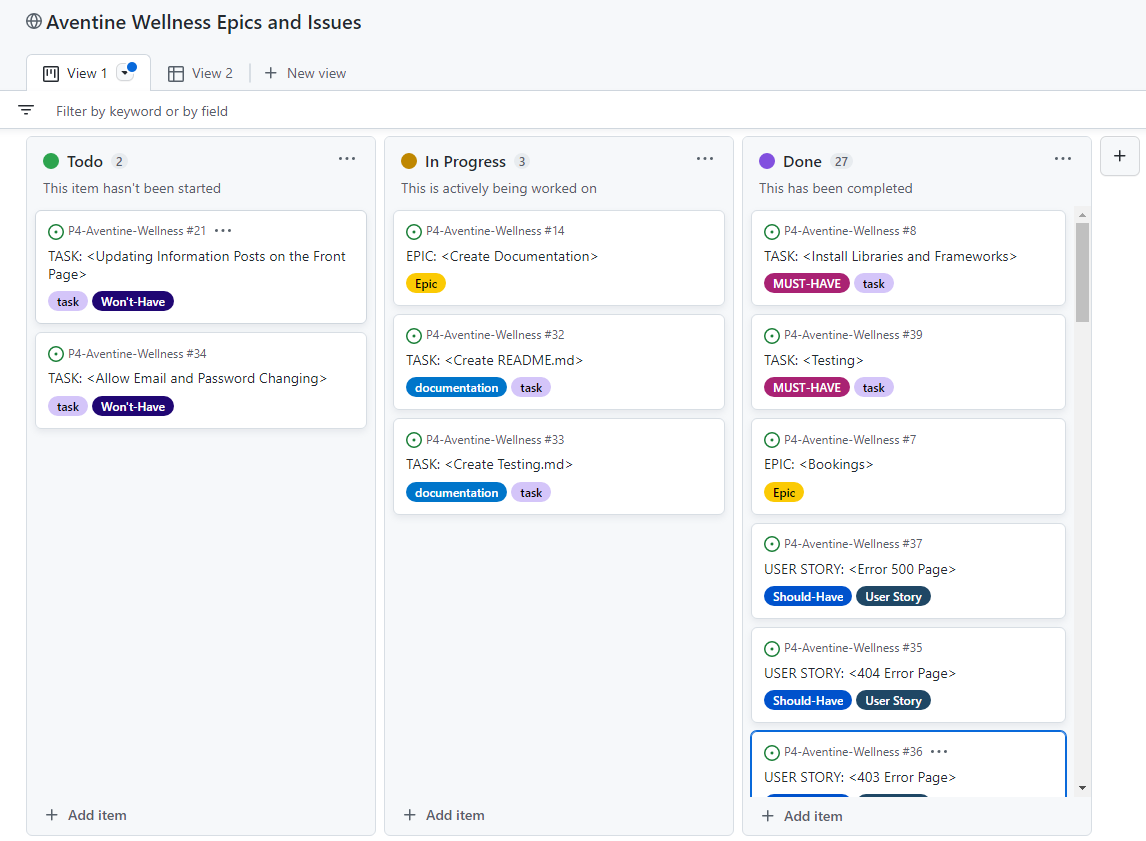 Aventine Wellness Epics and Issues
View 1
View 2
New view
Filter by keyword or by field
Todo 2
This item hasn't been started
P4-Aventine-Wellness #21
TASK: <Updating Information Posts on the Front
Page>
task Won't-Have
P4-Aventine-Wellness #34
TASK: <Allow Email and Password Changing>
task Won't-Have
Add item
In Progress 3
This is actively being worked on
P4-Aventine-Wellness #14
EPIC: <Create Documentation>
Epic
P4-Aventine-Wellness #32
TASK: <Create README.md>
documentation task
P4-Aventine-Wellness #33
TASK: <Create Testing.md>
documentation task
Add item
Done 27
This has been completed
P4-Aventine-Wellness #8
TASK: <Install Libraries and Frameworks>
MUST-HAVE task
P4-Aventine-Wellness #39
TASK: <Testing>
MUST-HAVE task
P4-Aventine-Wellness #7
EPIC: <Bookings>
Epic
P4-Aventine-Wellness #37
USER STORY: <Error 500 Page>
Should-Have User Story
P4-Aventine-Wellness #35
USER STORY: <404 Error Page>
Should-Have User Story
P4-Aventine-Wellness #36
USER STORY: <403 Error Page>
Add item